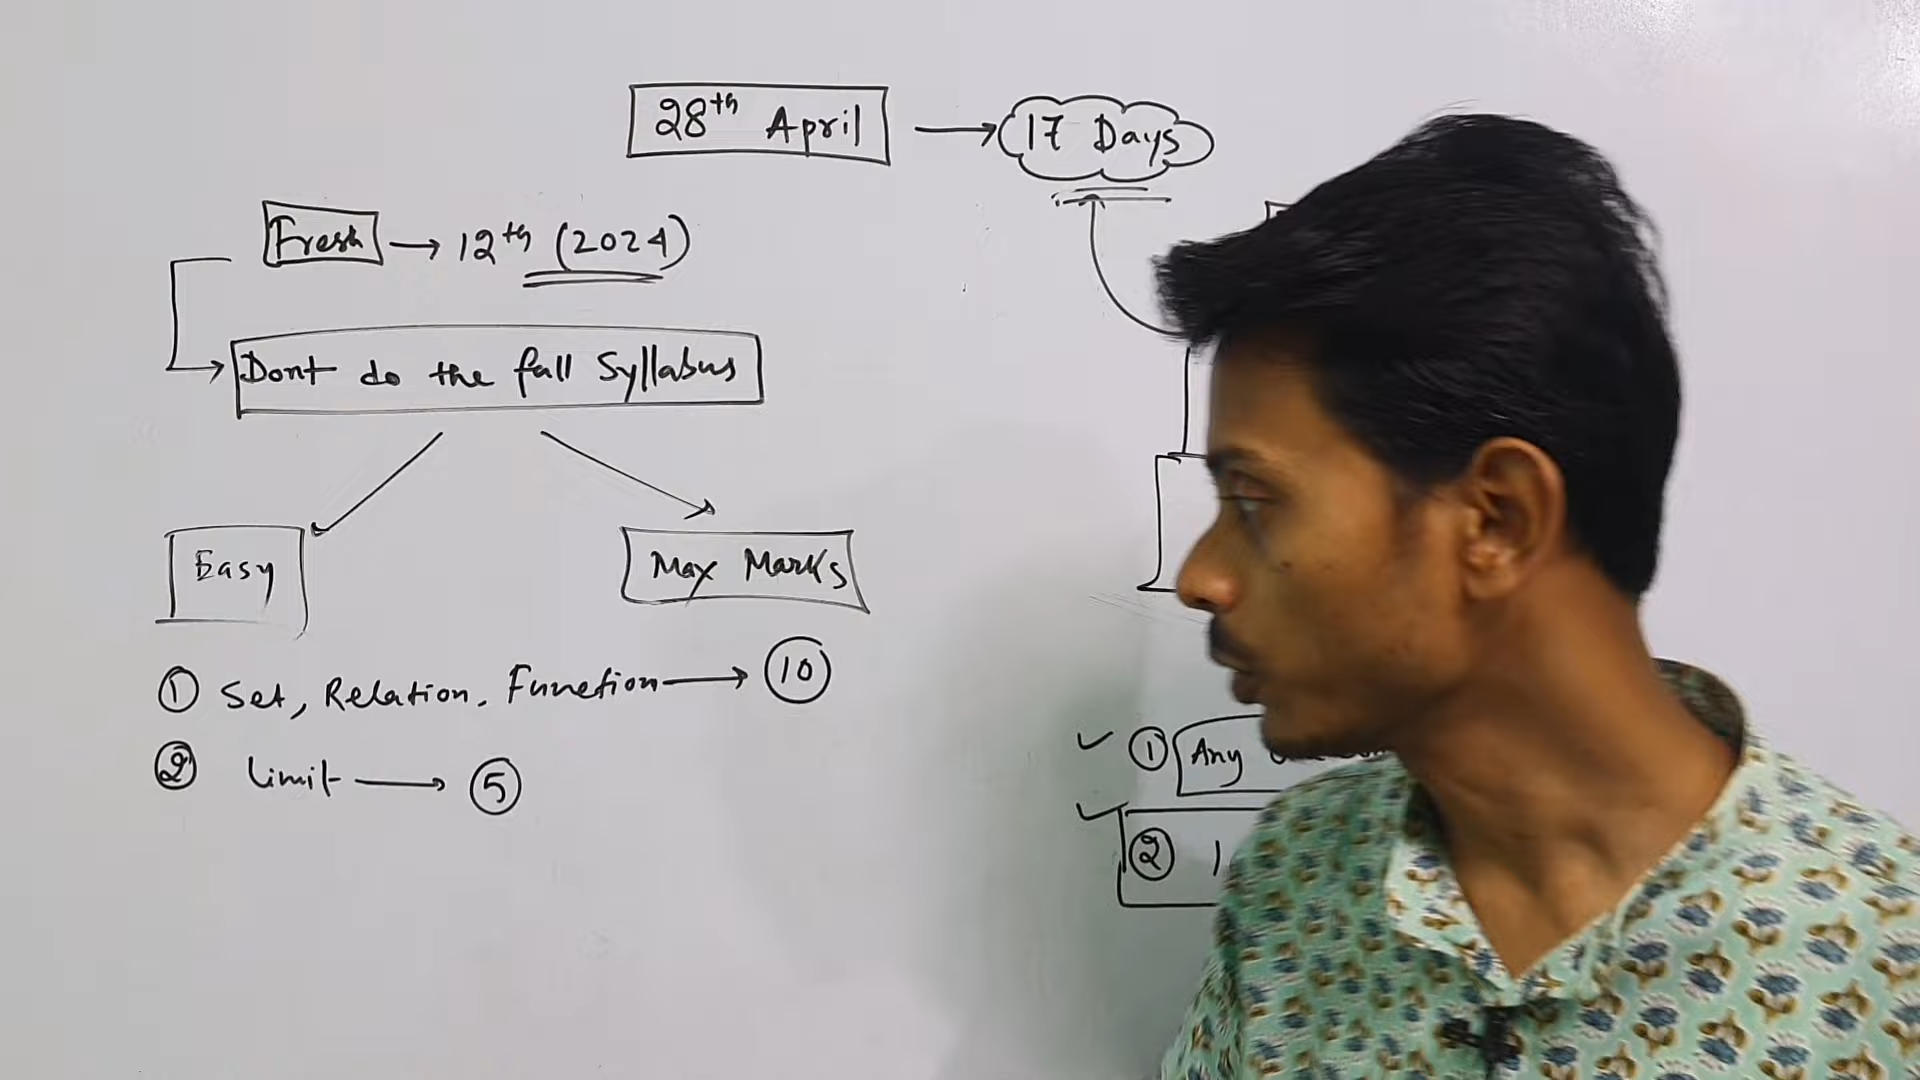 28th April → 17 Days
Fresh → 12th (2024)
Dont do the full Syllabus
Easy
Max Marks
① Set, Relation, Function → 10
② Limit → 5
① Any
② 1